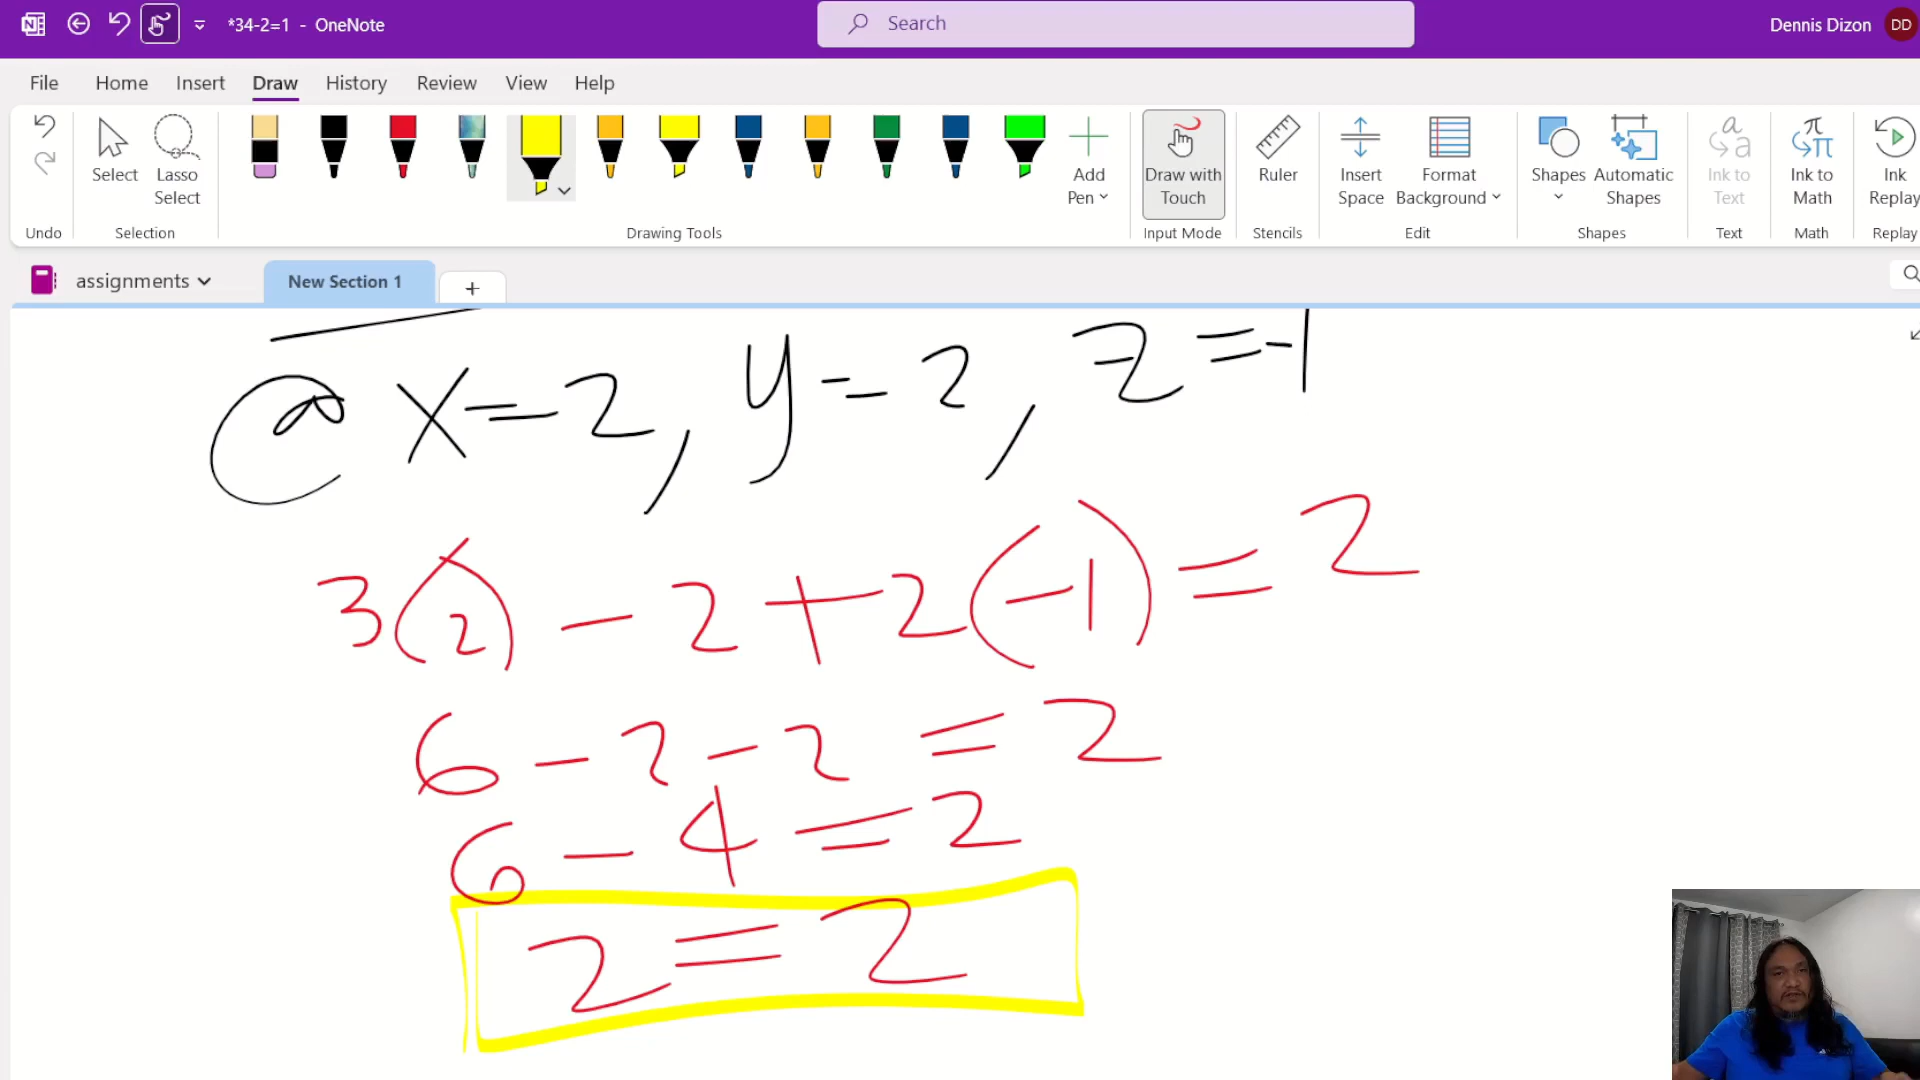 *34-2=1 - OneNote
Search
Dennis Dizon DD
File Home Insert Draw History Review View Help
Select
Lasso Select
Add Pen
Draw with Touch
Ruler
Insert Space
Format Background
Shapes
Automatic Shapes
Ink to Text
Ink to Math
Ink Replay
Undo Selection Drawing Tools Input Mode Stencils Edit Shapes Text Math Replay
assignments New Section 1 +
@ x=2, y=2, z=-1
3(2) - 2 + 2(-1) = 2
6 - 2 - 2 = 2
6 - 4 = 2
2 = 2